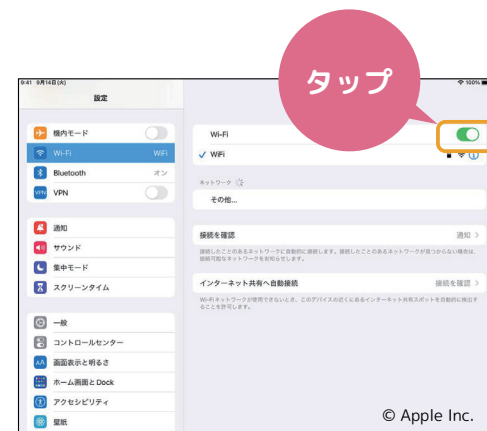 タップ
9:41 9月14日(火)
100%
設定
機内モード
Wi-Fi WiFi
Bluetooth オン
VPN VPN
通知
サウンド
集中モード
スクリーンタイム
一般
コントロールセンター
AA 画面表示と明るさ
ホーム画面と Dock
アクセシビリティ
壁紙
Wi-Fi
WiFi
ネットワーク
その他...
接続を確認 通知
接続したことのあるネットワークに自動的に接続します。接続したことのあるネットワークが見つからない場合は、
接続可能なネットワークをお知らせします。
インターネット共有へ自動接続 接続を確認
Wi-Fiネットワークが使用できないとき、このデバイスの近くにあるインターネット共有スポットを自動的に検出す
ることを許可します。
© Apple Inc.